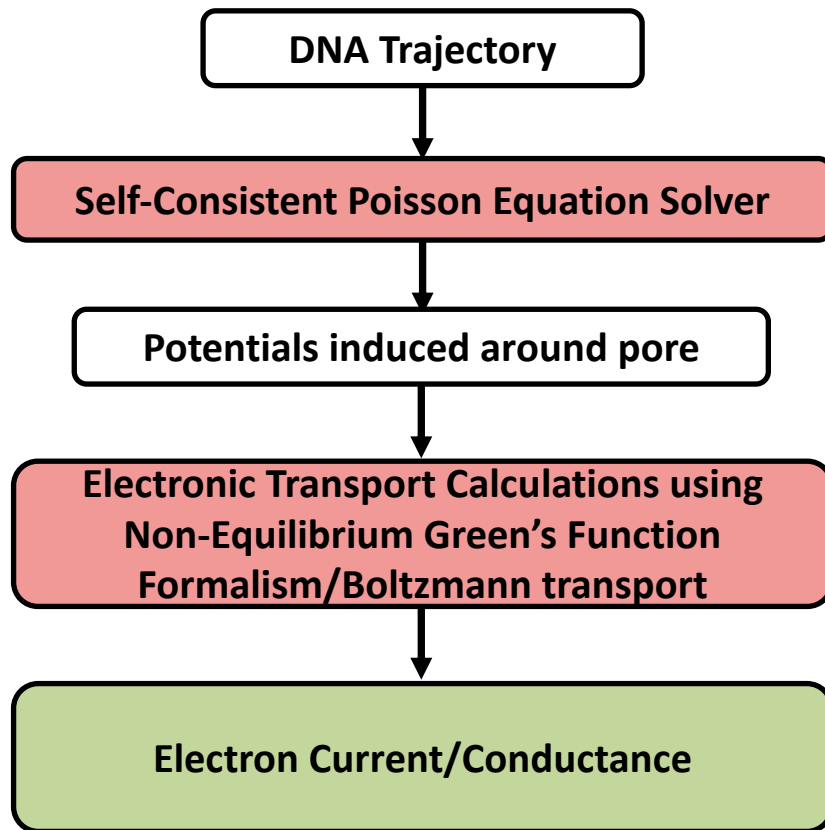 DNA Trajectory
Self-Consistent Poisson Equation Solver
Potentials induced around pore
Electronic Transport Calculations using
Non-Equilibrium Green’s Function
Formalism/Boltzmann transport
Electron Current/Conductance